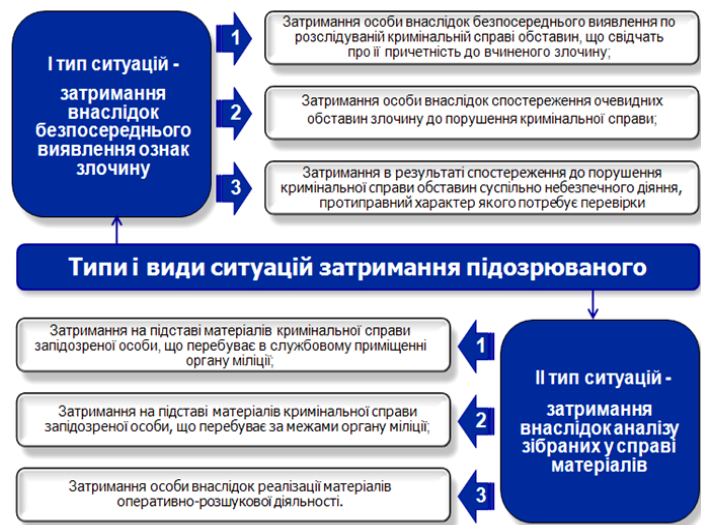 І тип ситуацій -
затримання
внаслідок
безпосереднього
виявлення ознак
злочину
1
Затримання особи внаслідок безпосереднього виявлення по
розслідуваній кримінальній справі обставин, що свідчать
про її причетність до вчиненого злочину;
2
Затримання особи внаслідок спостереження очевидних
обставин злочину до порушення кримінальної справи;
3
Затримання в результаті спостереження до порушення
кримінальної справи обставин суспільно небезпечного діяння,
протиправний характер якого потребує перевірки
Типи і види ситуацій затримання підозрюваного
Затримання на підставі матеріалів кримінальної справи
запідозреної особи, що перебуває в службовому приміщенні
органу міліції;
1
Затримання на підставі матеріалів кримінальної справи
запідозреної особи, що перебуває за межами органу міліції;
2
Затримання особи внаслідок реалізації матеріалів
оперативно-розшукової діяльності.
3
ІІ тип ситуацій -
затримання
внаслідок аналізу
зібраних у справі
матеріалів